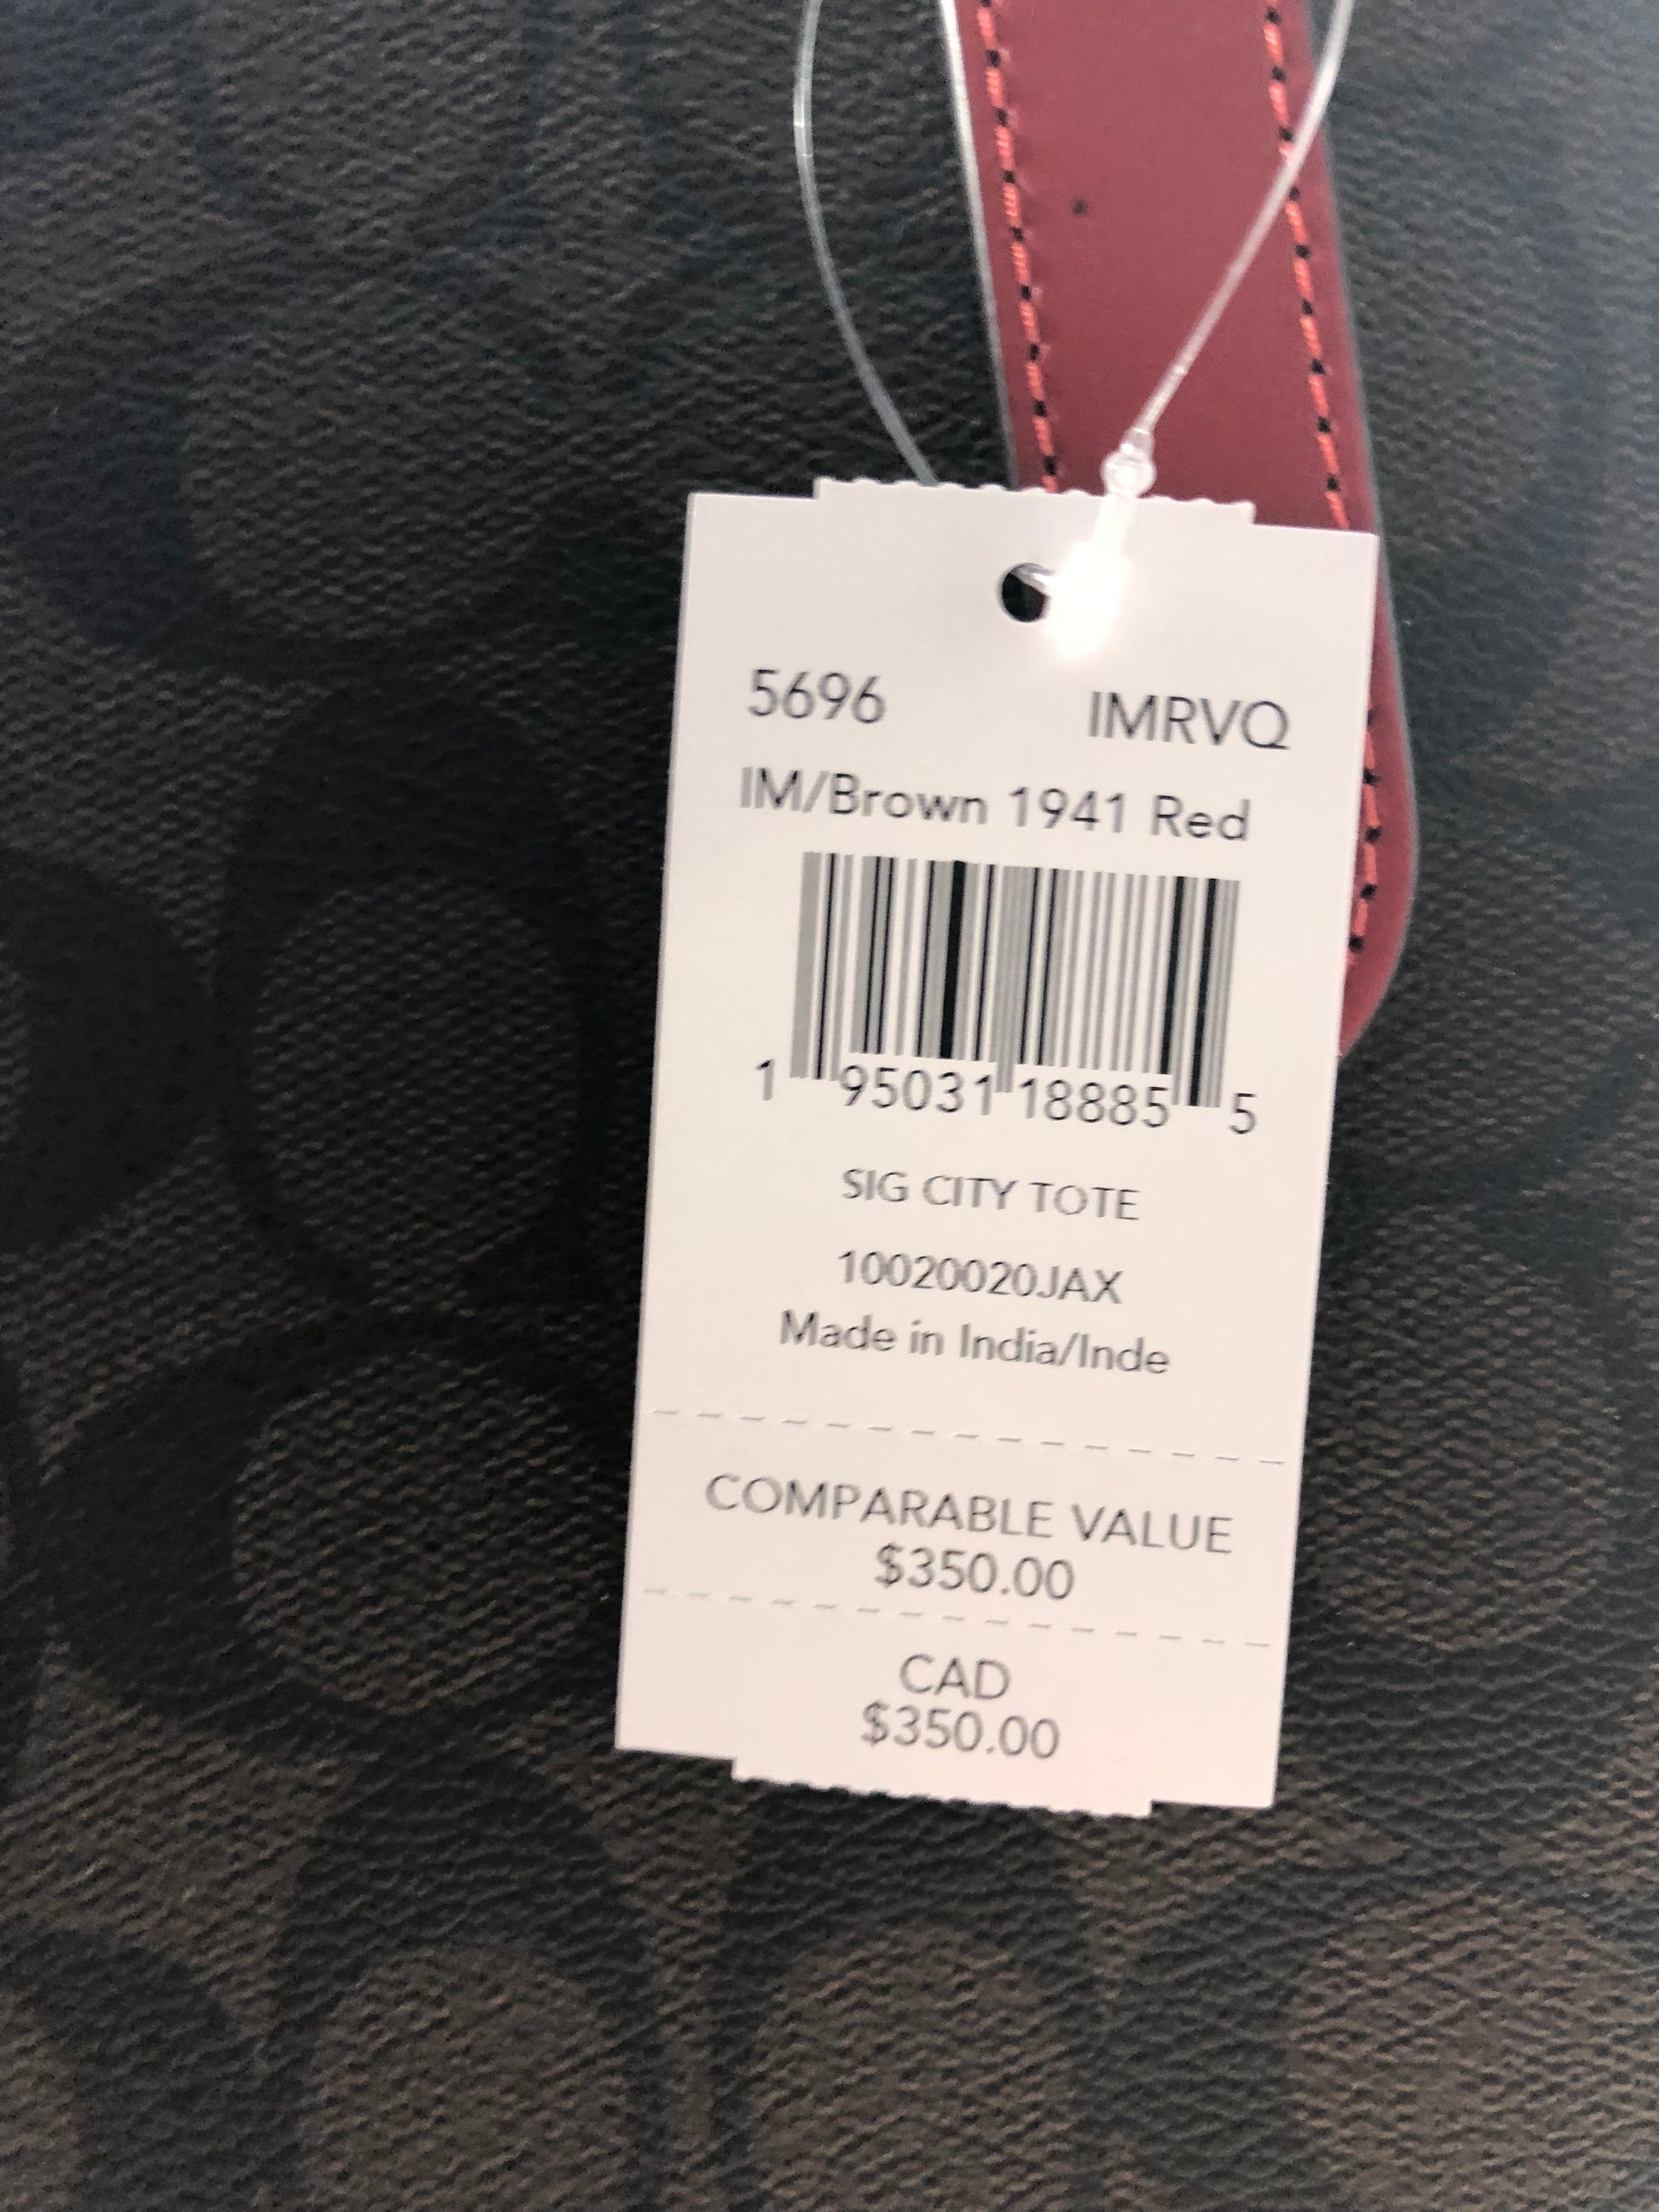 5696 IMRVQ
IM/Brown 1941 Red
1 95031 18885 5
SIG CITY TOTE
10020020JAX
Made in India/Inde
COMPARABLE VALUE
$350.00
CAD
$350.00